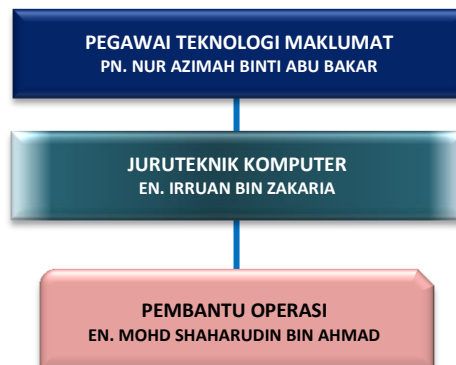 PEGAWAI TEKNOLOGI MAKLUMAT
PN. NUR AZIMAH BINTI ABU BAKAR
JURUTEKNIK KOMPUTER
EN. IRRUAN BIN ZAKARIA
PEMBANTU OPERASI
EN. MOHD SHAHARUDIN BIN AHMAD